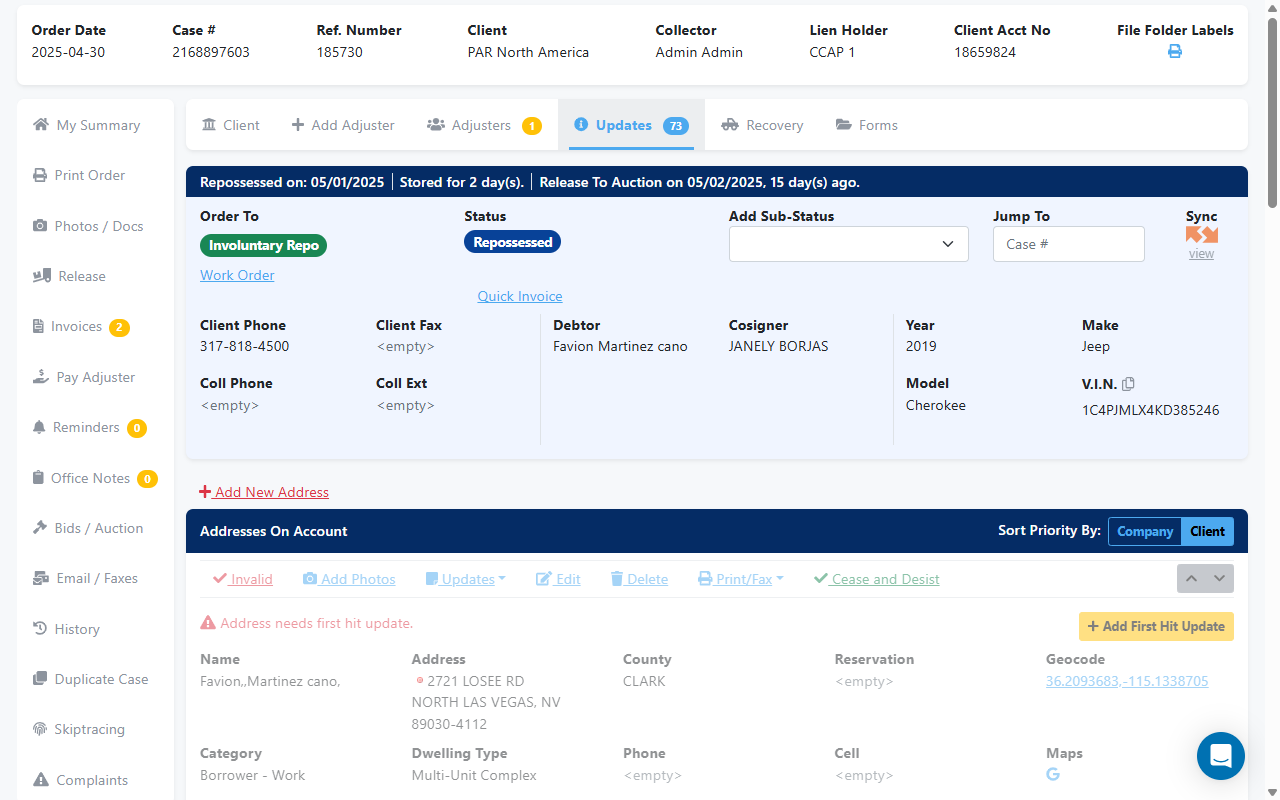 Order Date Case # Ref. Number Client Collector Lien Holder Client Acct No File Folder Labels
2025-04-30 2168897603 185730 PAR North America Admin Admin CCAP 1 18659824
My Summary
Print Order
Photos / Docs
Release
Invoices 2
Pay Adjuster
Reminders 0
Office Notes 0
Bids / Auction
Email / Faxes
History
Duplicate Case
Skiptracing
Complaints
Client Add Adjuster Adjusters 1 Updates 73 Recovery Forms
Repossessed on: 05/01/2025 Stored for 2 day(s). Release To Auction on 05/02/2025, 15 day(s) ago.
Order To Status Add Sub-Status Jump To Sync
Involuntary Repo Repossessed Case #
Work Order view
Quick Invoice
Client Phone Client Fax Debtor Cosigner Year Make
317-818-4500 <empty> Favion Martinez cano JANELY BORJAS 2019 Jeep
Coll Phone Coll Ext Model V.I.N.
<empty> <empty> Cherokee 1C4PJMLX4KD385246
Add New Address
Addresses On Account Sort Priority By: Company Client
Invalid Add Photos Updates Edit Delete Print/Fax Cease and Desist
Address needs first hit update. + Add First Hit Update
Name Address County Reservation Geocode
Favion,,Martinez cano, 2721 LOSEE RD CLARK <empty> 36.2093683,-115.1338705
NORTH LAS VEGAS, NV
89030-4112
Category Dwelling Type Phone Cell Maps
Borrower - Work Multi-Unit Complex <empty> <empty>